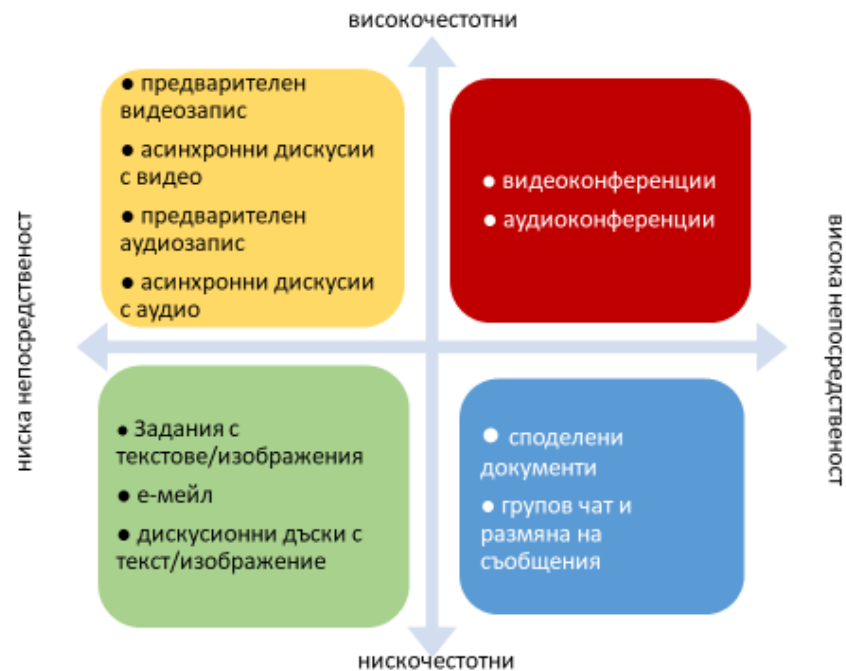 високочестотни
● предварителен
видеозапис
● асинхронни дискусии
с видео
● предварителен
аудиозапис
● асинхронни дискусии
с аудио
● видеоконференции
● аудиоконференции
ниска непосредственост
висока непосредственост
● Задания с
текстове/изображения
● е-мейл
● дискусионни дъски с
текст/изображение
● споделени
документи
● групов чат и
размяна на
съобщения
нискочестотни